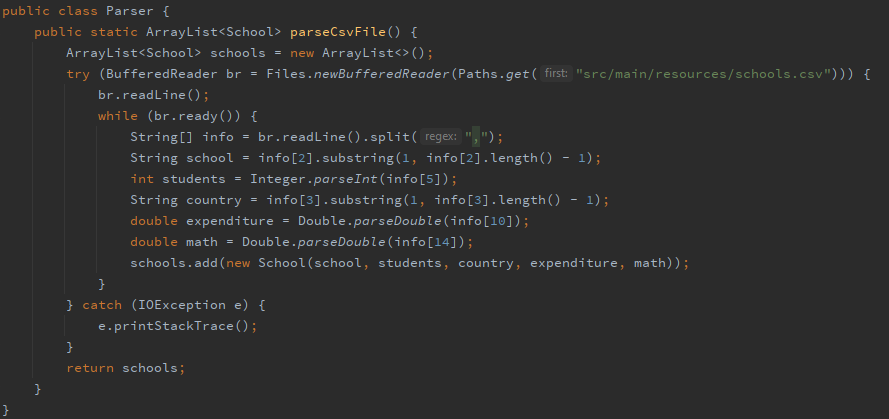 public class Parser {
    public static ArrayList<School> parseCsvFile() {
        ArrayList<School> schools = new ArrayList<>();
        try (BufferedReader br = Files.newBufferedReader(Paths.get( first: "src/main/resources/schools.csv"))) {
            br.readLine();
            while (br.ready()) {
                String[] info = br.readLine().split( regex: ",");
                String school = info[2].substring(1, info[2].length() - 1);
                int students = Integer.parseInt(info[5]);
                String country = info[3].substring(1, info[3].length() - 1);
                double expenditure = Double.parseDouble(info[10]);
                double math = Double.parseDouble(info[14]);
                schools.add(new School(school, students, country, expenditure, math));
            }
        } catch (IOException e) {
            e.printStackTrace();
        }
        return schools;
    }
}